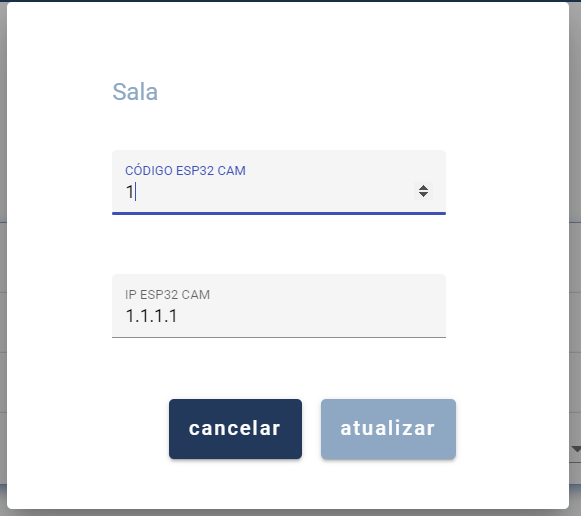 Sala
CÓDIGO ESP32 CAM
1
IP ESP32 CAM
1.1.1.1
cancelar atualizar